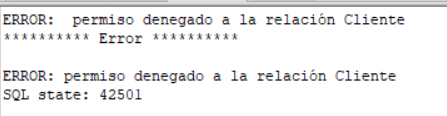 ERROR:  permiso denegado a la relación Cliente
********** Error **********
ERROR: permiso denegado a la relación Cliente
SQL state: 42501